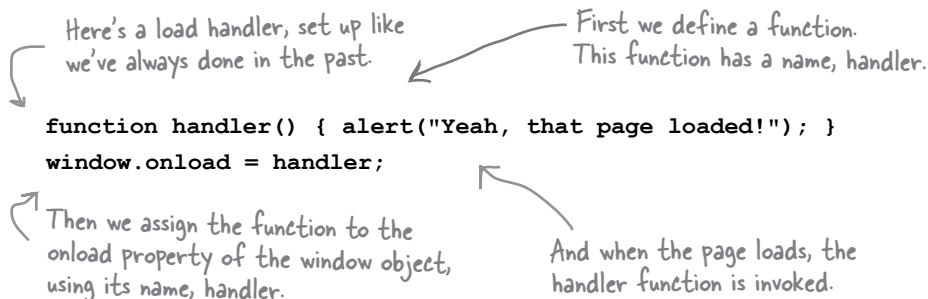 Here's a load handler, set up like
we've always done in the past.
First we define a function.
This function has a name, handler.
function handler() { alert("Yeah, that page loaded!"); }
window.onload = handler;
Then we assign the function to the
onload property of the window object,
using its name, handler.
And when the page loads, the
handler function is invoked.